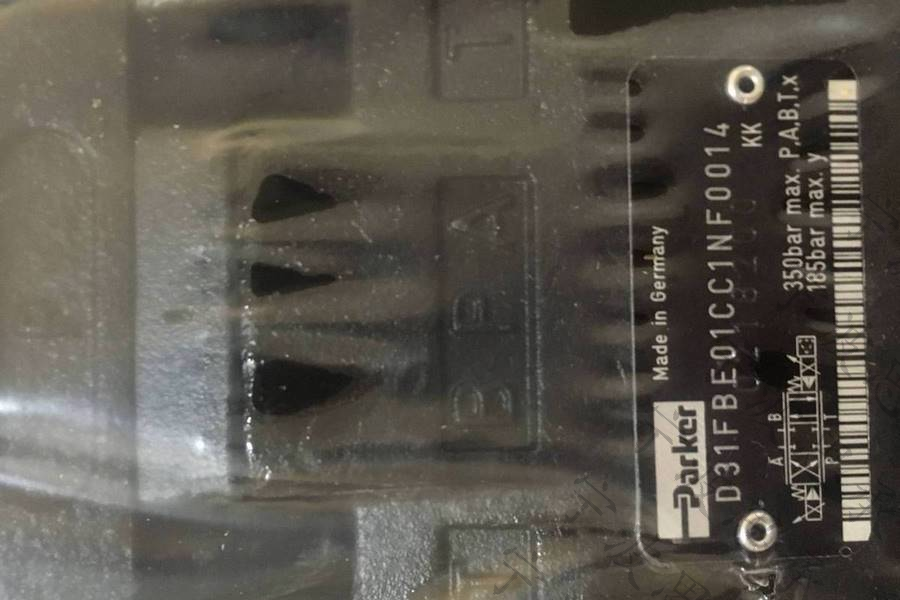 Made in Germany
Parker
D31FBE01CC1NF0014
KK
350bar max. P,A,B,T,x
185bar max. y
A B
P T
T
B P A